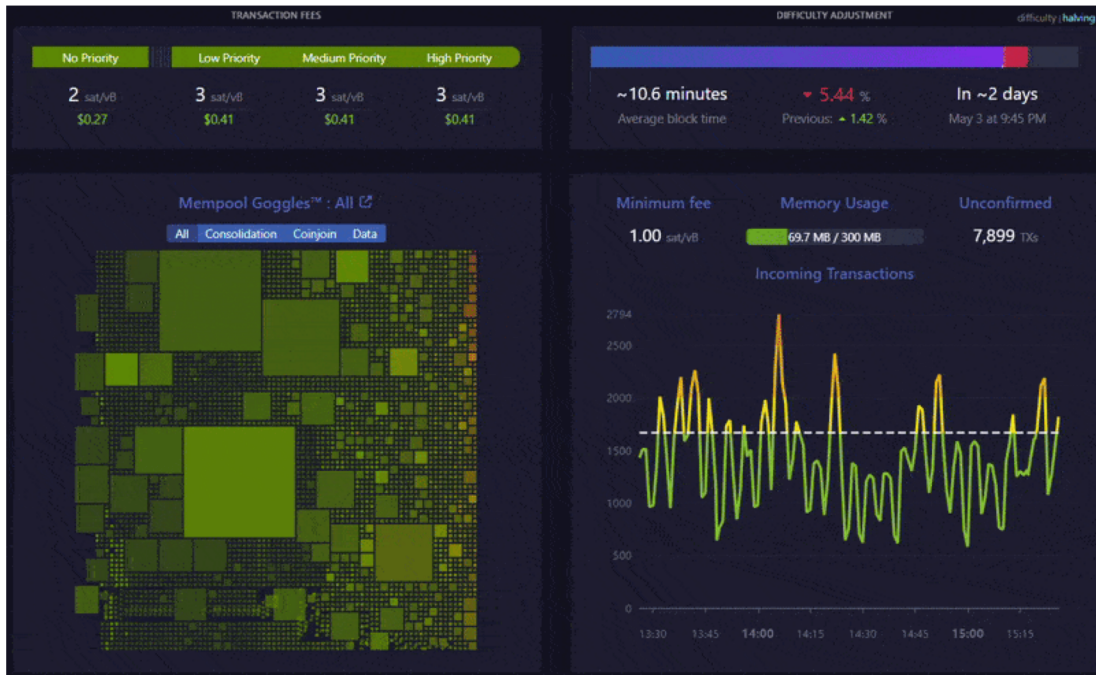 TRANSACTION FEES
No Priority Low Priority Medium Priority High Priority
2 sat/vB 3 sat/vB 3 sat/vB 3 sat/vB
$0.27 $0.41 $0.41 $0.41
DIFFICULTY ADJUSTMENT
difficulty | halving
~10.6 minutes ▼ 5.44 % In ~2 days
Average block time Previous: ▲ 1.42 % May 3 at 9:45 PM
Mempool Goggles™ : All
All Consolidation Coinjoin Data
Minimum fee Memory Usage Unconfirmed
1.00 sat/vB 69.7 MB / 300 MB 7,899 TXs
Incoming Transactions
2794
2500
2000
1500
1000
500
0
13:30 13:45 14:00 14:15 14:30 14:45 15:00 15:15